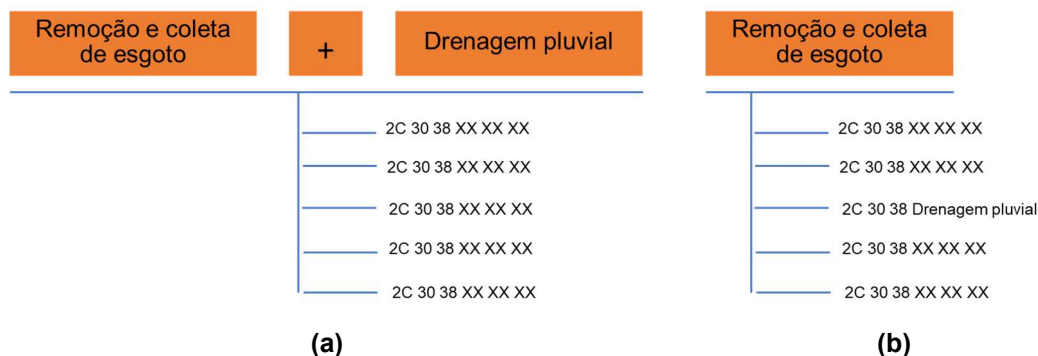 Remoção e coleta
de esgoto
+
Drenagem pluvial
2C 30 38 XX XX XX
2C 30 38 XX XX XX
2C 30 38 XX XX XX
2C 30 38 XX XX XX
2C 30 38 XX XX XX
(a)
Remoção e coleta
de esgoto
2C 30 38 XX XX XX
2C 30 38 XX XX XX
2C 30 38 Drenagem pluvial
2C 30 38 XX XX XX
2C 30 38 XX XX XX
(b)